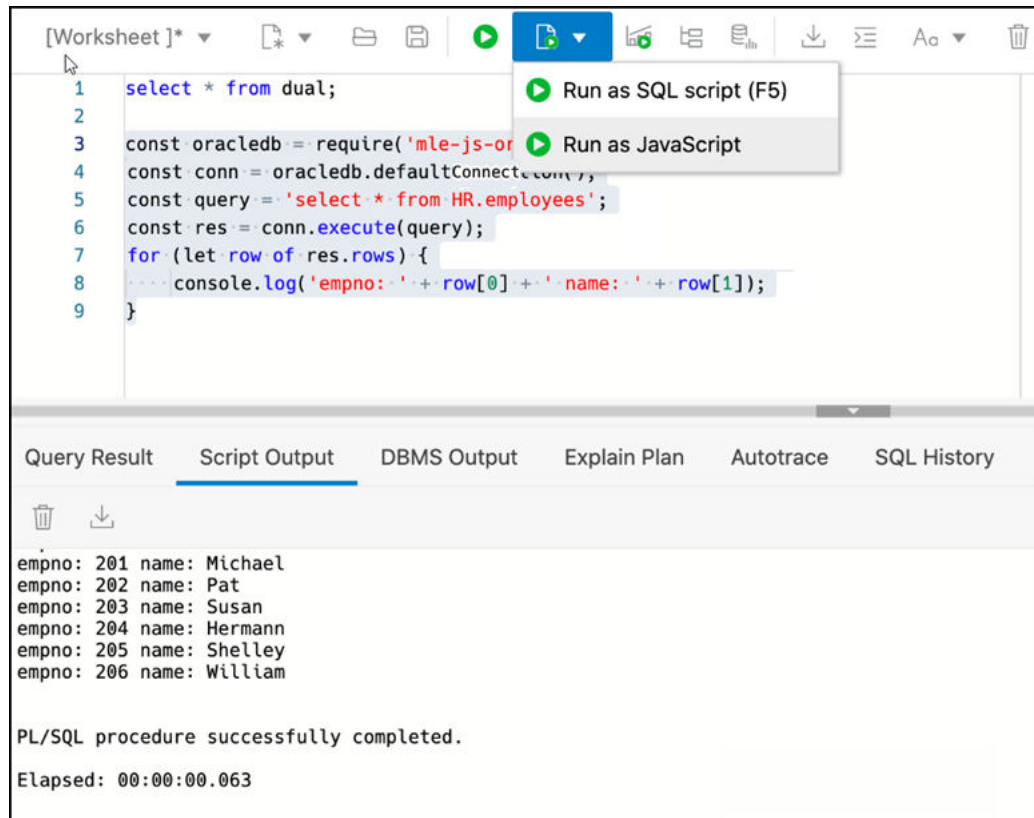 [Worksheet ]*
Aa
Run as SQL script (F5)
Run as JavaScript
1 select * from dual;
2
3 const oracledb = require('mle-js-or
4 const conn = oracledb.defaultConnection();
5 const query = 'select * from HR.employees';
6 const res = conn.execute(query);
7 for (let row of res.rows) {
8 console.log('empno: ' + row[0] + ' name: ' + row[1]);
9 }
Query Result Script Output DBMS Output Explain Plan Autotrace SQL History
empno: 201 name: Michael
empno: 202 name: Pat
empno: 203 name: Susan
empno: 204 name: Hermann
empno: 205 name: Shelley
empno: 206 name: William
PL/SQL procedure successfully completed.
Elapsed: 00:00:00.063